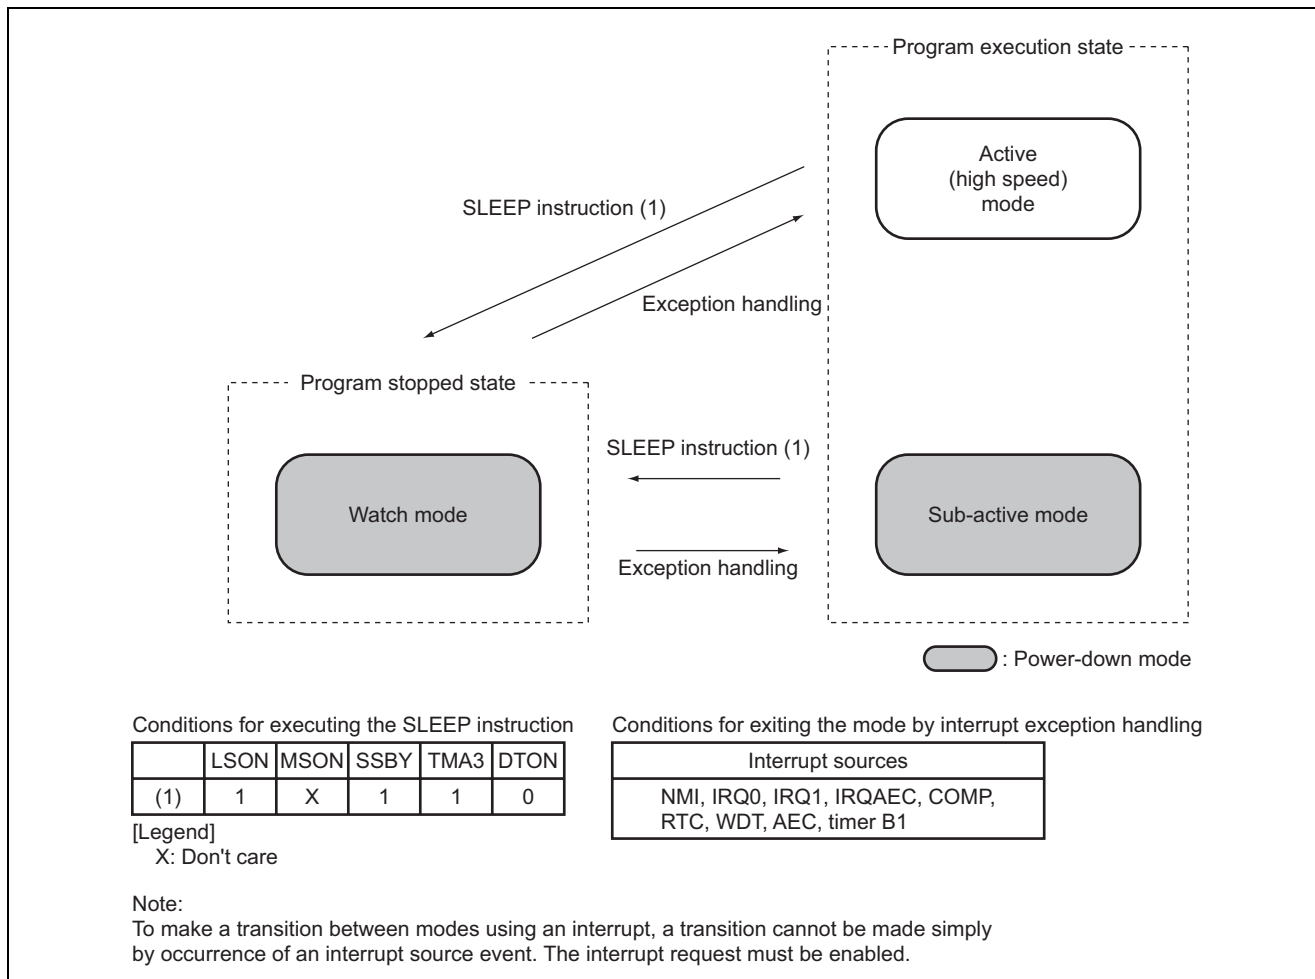 Program execution state
Active
(high speed)
mode
SLEEP instruction (1)
Exception handling
Program stopped state
SLEEP instruction (1)
Watch mode
Sub-active mode
Exception handling
: Power-down mode
Conditions for executing the SLEEP instruction
LSON MSON SSBY TMA3 DTON
(1) 1 X 1 1 0
[Legend]
X: Don't care
Conditions for exiting the mode by interrupt exception handling
Interrupt sources
NMI, IRQ0, IRQ1, IRQAEC, COMP,
RTC, WDT, AEC, timer B1
Note:
To make a transition between modes using an interrupt, a transition cannot be made simply
by occurrence of an interrupt source event. The interrupt request must be enabled.